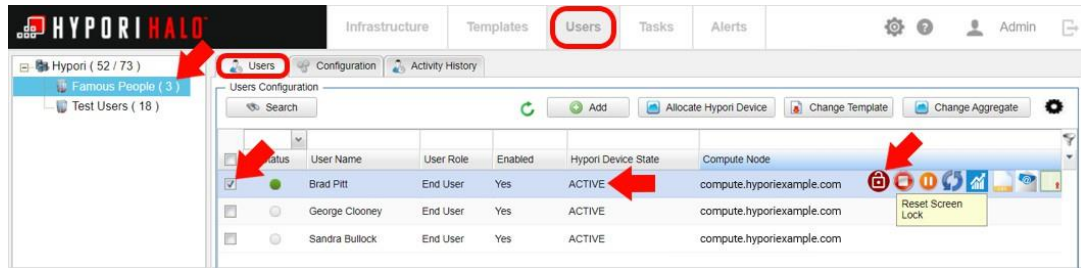 HYPORI HALO
Infrastructure Templates Users Tasks Alerts Admin
Hypori ( 52 / 73 )
Famous People ( 3 )
Test Users ( 18 )
Users Configuration Activity History
Users Configuration
Search Add Allocate Hypori Device Change Template Change Aggregate
User Name User Role Enabled Hypori Device State Compute Node
Brad Pitt End User Yes ACTIVE compute.hyporiexample.com
Reset Screen
Lock
George Clooney End User Yes ACTIVE compute.hyporiexample.com
Sandra Bullock End User Yes ACTIVE compute.hyporiexample.com